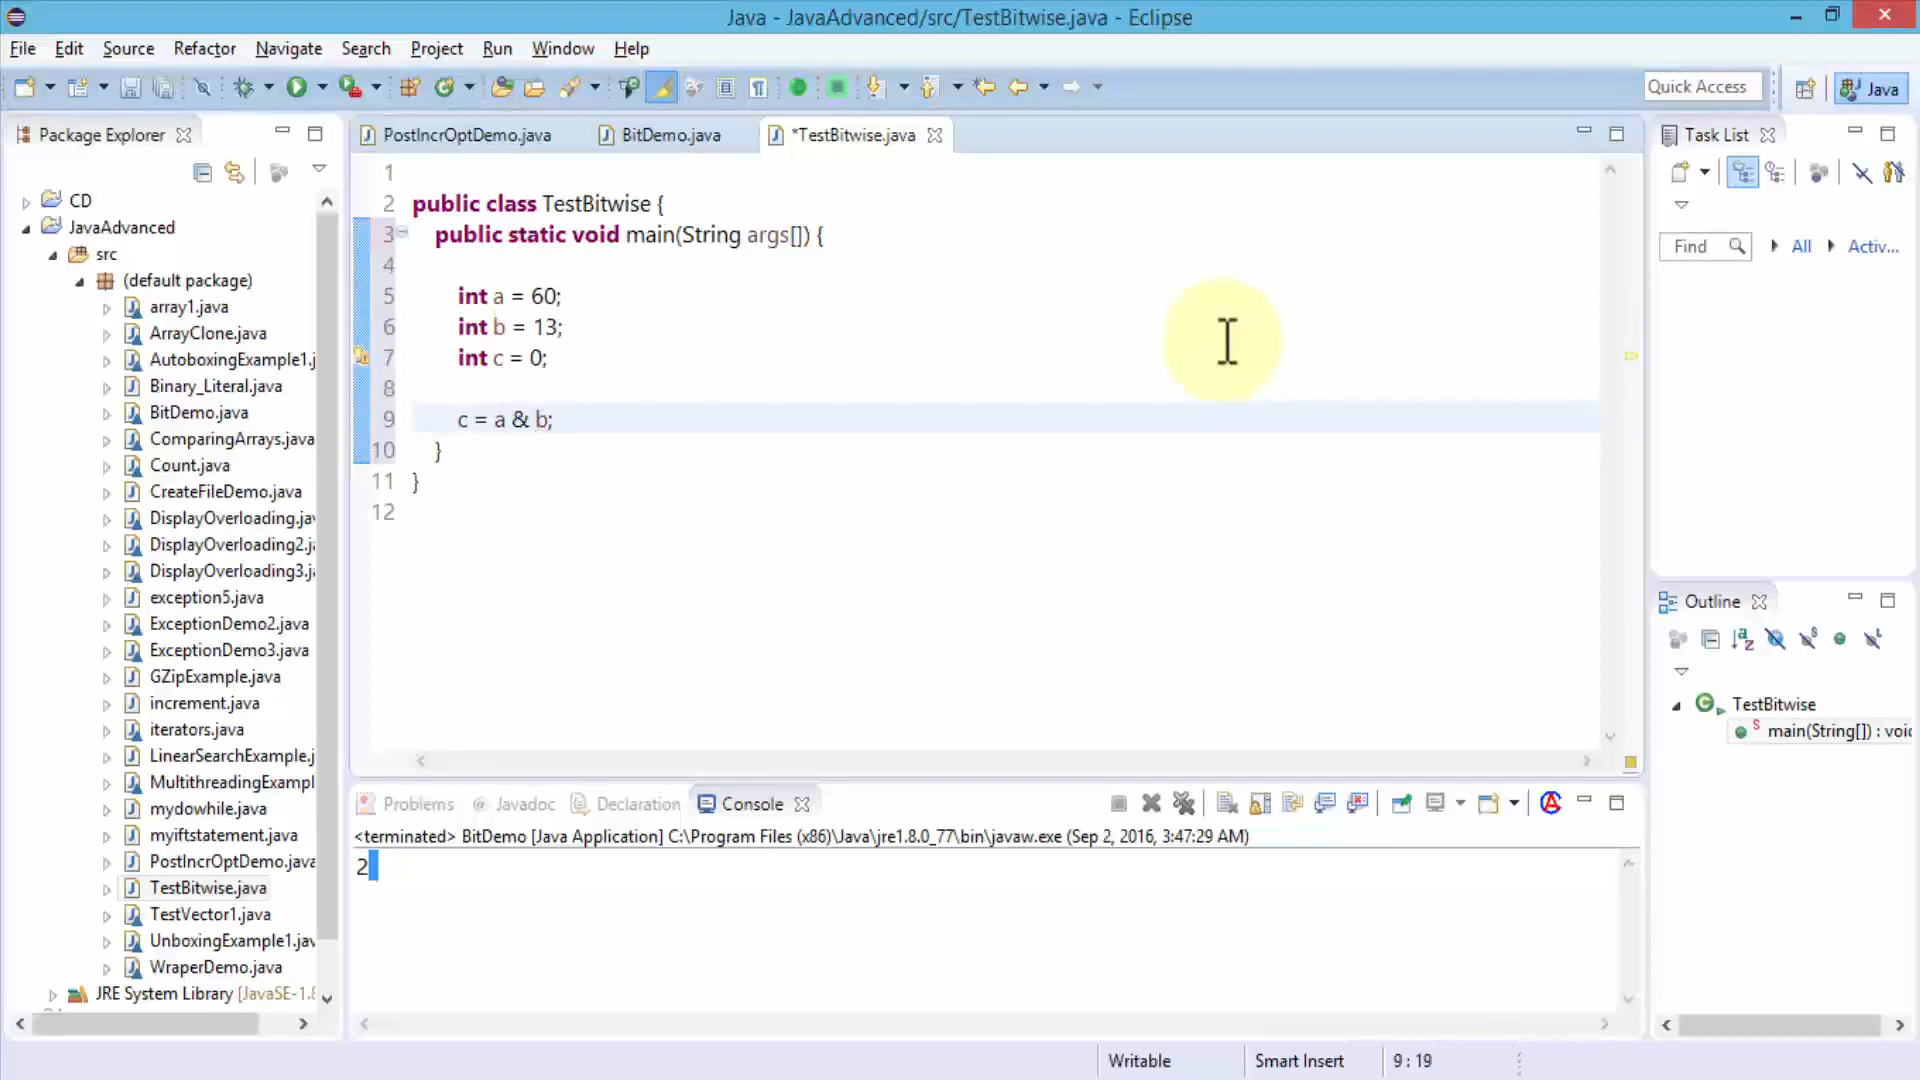 Java - JavaAdvanced/src/TestBitwise.java - Eclipse
File Edit Source Refactor Navigate Search Project Run Window Help
Quick Access
Java
Package Explorer
CD
JavaAdvanced
src
(default package)
array1.java
ArrayClone.java
AutoboxingExample1.j
Binary_Literal.java
BitDemo.java
ComparingArrays.java
Count.java
CreateFileDemo.java
DisplayOverloading.jav
DisplayOverloading2.ja
DisplayOverloading3.ja
exception5.java
ExceptionDemo2.java
ExceptionDemo3.java
GZipExample.java
increment.java
iterators.java
LinearSearchExample.j
MultithreadingExampl
mydowhile.java
myiftstatement.java
PostIncrOptDemo.java
TestBitwise.java
TestVector1.java
UnboxingExample1.jav
WraperDemo.java
JRE System Library [JavaSE-1.8
PostIncrOptDemo.java BitDemo.java *TestBitwise.java
1
2 public class TestBitwise {
3 public static void main(String args[]) {
4
5 int a = 60;
6 int b = 13;
7 int c = 0;
8
9 c = a & b;
10 }
11 }
12
Problems Javadoc Declaration Console
<terminated> BitDemo [Java Application] C:\Program Files (x86)\Java\jre1.8.0_77\bin\javaw.exe (Sep 2, 2016, 3:47:29 AM)
2
Task List
Find All Activ...
Outline
TestBitwise
main(String[]) : void
Writable Smart Insert 9 : 19